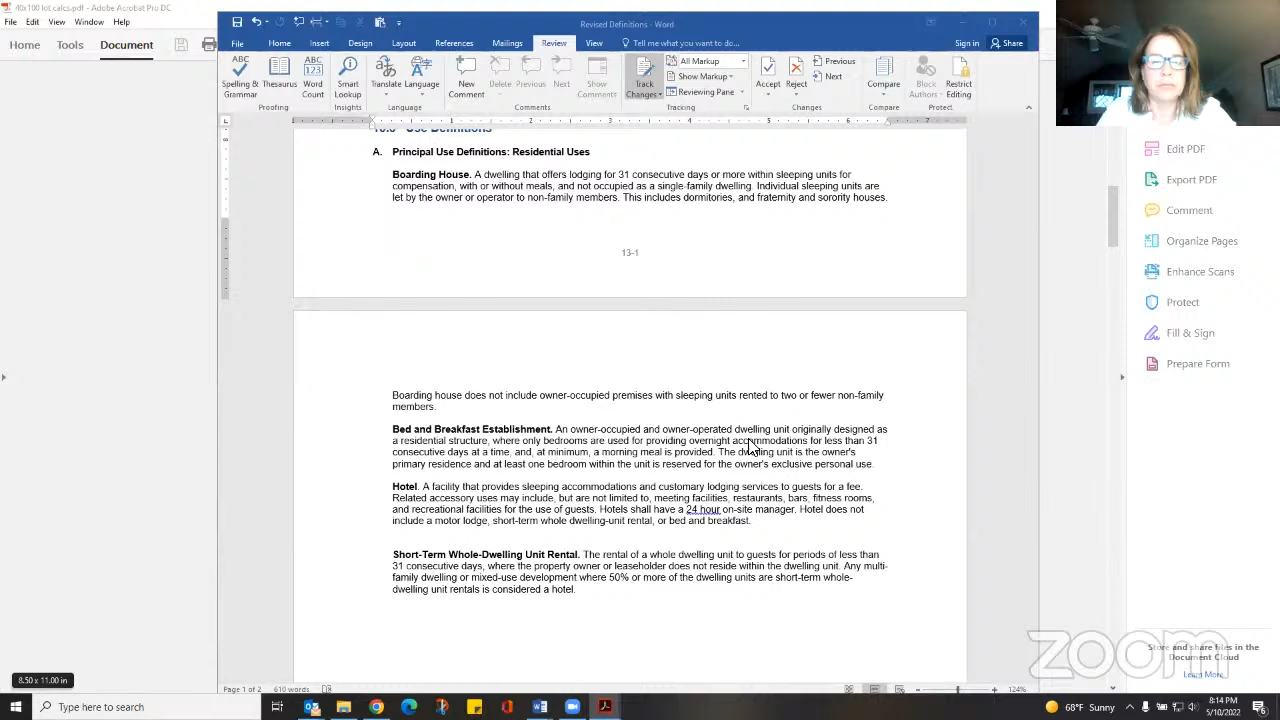 40x100 lot calcs.pdf - Adobe Acrobat Pro DC
File Edit View Window Help
Home Tools Document
Revised Definitions - Word
File Home Insert Design Layout References Mailings Review View Tell me what you want to do... Sign in Share
Spelling & Grammar Thesaurus Word Count Smart Lookup Translate Language New Comment Delete Previous Next Show Comments Track Changes All Markup Show Markup Reviewing Pane Accept Reject Previous Next Compare Block Authors Restrict Editing
Proofing Insights Language Comments Tracking Changes Compare Protect
Use Definitions
A. Principal Use Definitions: Residential Uses
Boarding House. A dwelling that offers lodging for 31 consecutive days or more within sleeping units for
compensation, with or without meals, and not occupied as a single-family dwelling. Individual sleeping units are
let by the owner or operator to non-family members. This includes dormitories, and fraternity and sorority houses.
13-1
Boarding house does not include owner-occupied premises with sleeping units rented to two or fewer non-family
members.
Bed and Breakfast Establishment. An owner-occupied and owner-operated dwelling unit originally designed as
a residential structure, where only bedrooms are used for providing overnight accommodations for less than 31
consecutive days at a time, and, at minimum, a morning meal is provided. The dwelling unit is the owner's
primary residence and at least one bedroom within the unit is reserved for the owner's exclusive personal use.
Hotel. A facility that provides sleeping accommodations and customary lodging services to guests for a fee.
Related accessory uses may include, but are not limited to, meeting facilities, restaurants, bars, fitness rooms,
and recreational facilities for the use of guests. Hotels shall have a 24 hour on-site manager. Hotel does not
include a motor lodge, short-term whole dwelling-unit rental, or bed and breakfast.
Short-Term Whole-Dwelling Unit Rental. The rental of a whole dwelling unit to guests for periods of less than
31 consecutive days, where the property owner or leaseholder does not reside within the dwelling unit. Any multi-
family dwelling or mixed-use development where 50% or more of the dwelling units are short-term whole-
dwelling unit rentals is considered a hotel.
Edit PDF
Export PDF
Comment
Organize Pages
Enhance Scans
Protect
Fill & Sign
Prepare Form
zoom
Store and share files in the
Document Cloud
Learn More
8.50 x 11.00 in
Page 1 of 2 610 words
124%
Type here to search
68°F Sunny
8:14 PM
5/10/2022